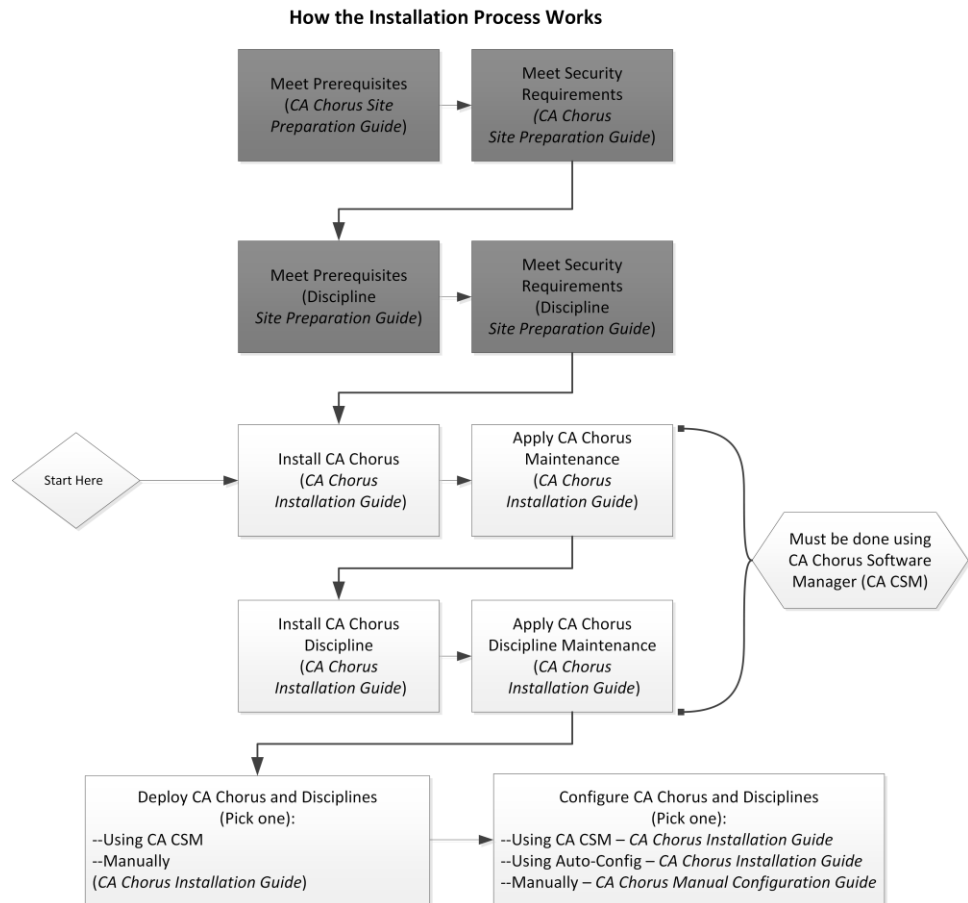 How the Installation Process Works
Meet Prerequisites
(CA Chorus Site
Preparation Guide)
Meet Security
Requirements
(CA Chorus
Site Preparation Guide)
Meet Prerequisites
(Discipline
Site Preparation Guide)
Meet Security
Requirements
(Discipline
Site Preparation Guide)
Start Here
Install CA Chorus
(CA Chorus
Installation Guide)
Apply CA Chorus
Maintenance
(CA Chorus
Installation Guide)
Must be done using
CA Chorus Software
Manager (CA CSM)
Install CA Chorus
Discipline
(CA Chorus
Installation Guide)
Apply CA Chorus
Discipline Maintenance
(CA Chorus
Installation Guide)
Deploy CA Chorus and Disciplines
(Pick one):
--Using CA CSM
--Manually
(CA Chorus Installation Guide)
Configure CA Chorus and Disciplines
(Pick one):
--Using CA CSM – CA Chorus Installation Guide
--Using Auto-Config – CA Chorus Installation Guide
--Manually – CA Chorus Manual Configuration Guide